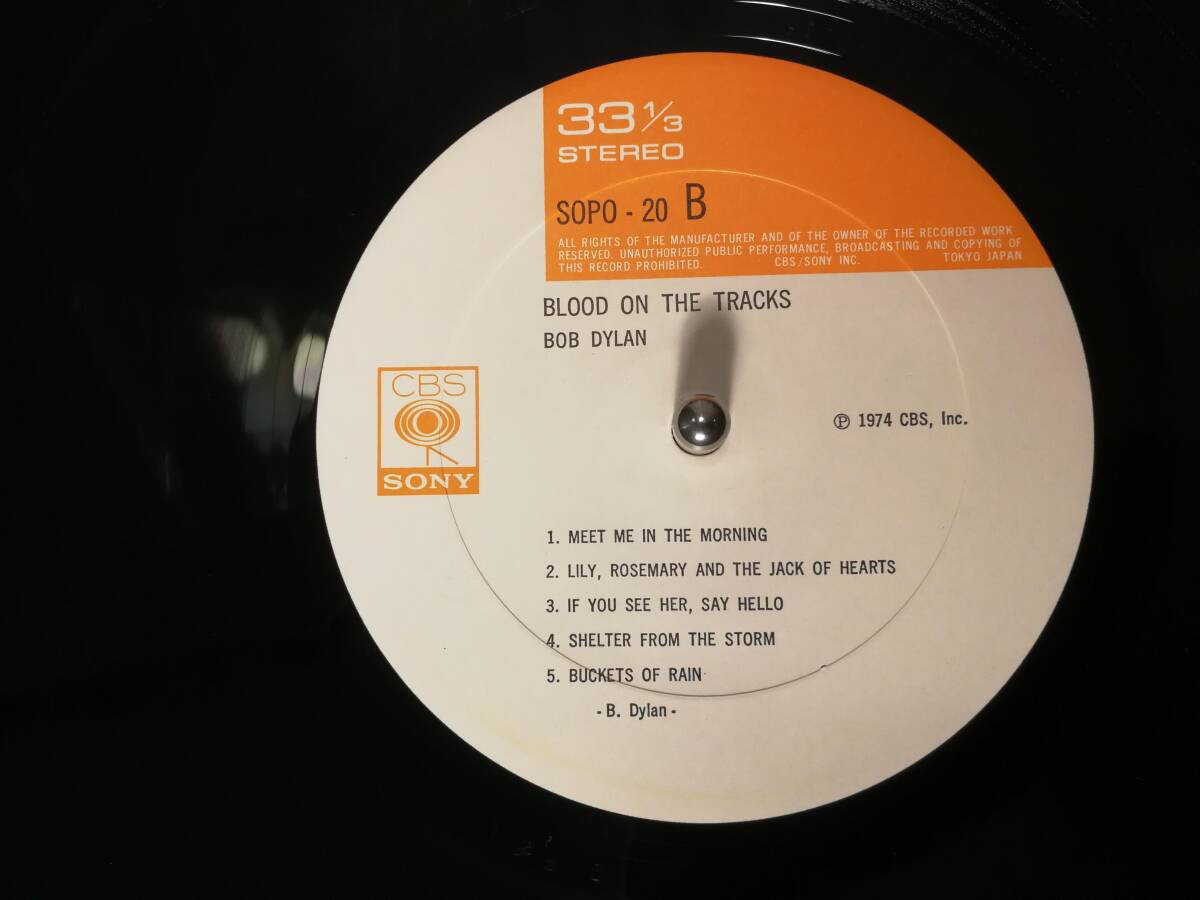 33 1/3
STEREO
SOPO - 20 B
ALL RIGHTS OF THE MANUFACTURER AND OF THE OWNER OF THE RECORDED WORK
RESERVED. UNAUTHORIZED PUBLIC PERFORMANCE, BROADCASTING AND COPYING OF
THIS RECORD PROHIBITED. CBS/SONY INC. TOKYO JAPAN.
BLOOD ON THE TRACKS
BOB DYLAN
CBS
SONY
℗ 1974 CBS, Inc.
1. MEET ME IN THE MORNING
2. LILY, ROSEMARY AND THE JACK OF HEARTS
3. IF YOU SEE HER, SAY HELLO
4. SHELTER FROM THE STORM
5. BUCKETS OF RAIN
- B. Dylan -